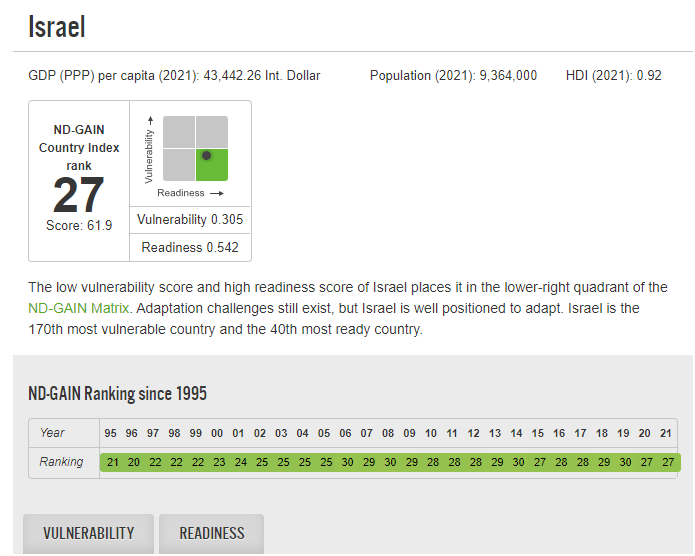 Israel
GDP (PPP) per capita (2021): 43,442.26 Int. Dollar Population (2021): 9,364,000 HDI (2021): 0.92
ND-GAIN
Country Index
rank
27
Score: 61.9
Vulnerability
Readiness
Vulnerability 0.305
Readiness 0.542
The low vulnerability score and high readiness score of Israel places it in the lower-right quadrant of the
ND-GAIN Matrix. Adaptation challenges still exist, but Israel is well positioned to adapt. Israel is the
170th most vulnerable country and the 40th most ready country.
ND-GAIN Ranking since 1995
Year 95 96 97 98 99 00 01 02 03 04 05 06 07 08 09 10 11 12 13 14 15 16 17 18 19 20 21
Ranking 21 20 22 22 22 23 24 25 25 25 25 30 29 30 29 28 28 28 29 30 27 28 28 29 30 27 27
VULNERABILITY READINESS